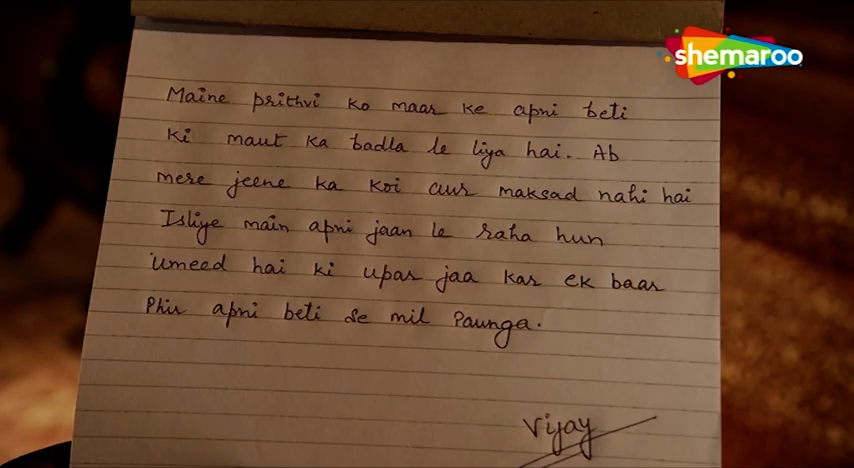 shemaroo
Maine prithvi ko maar ke apni beti
ki maut ka badla le liya hai. Ab
mere jeene ka koi aur maksad nahi hai
Isliye main apni jaan le raha hun
umeed hai ki upar jaa kar ek baar
Phir apni beti se mil paunga.
Vijay